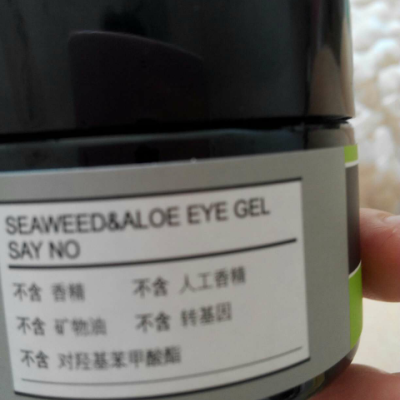 SEAWEED&ALOE EYE GEL
SAY NO
不含 香精 不含 人工香精
不含 矿物油 不含 转基因
不含 对羟基苯甲酸酯